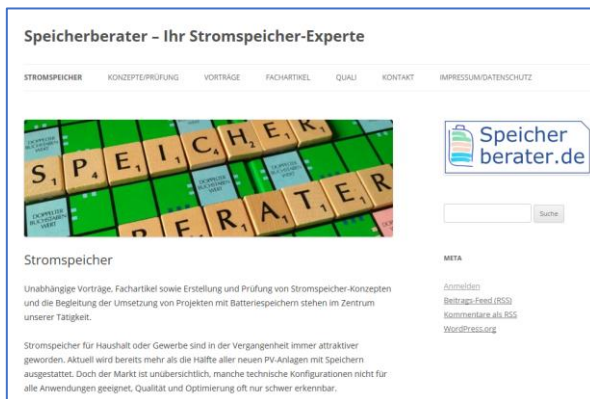 Speicherberater – Ihr Stromspeicher-Experte
STROMSPEICHER KONZEPTE/PRÜFUNG VORTRÄGE FACHARTIKEL QUALI KONTAKT IMPRESSUM/DATENSCHUTZ
DOPPELTER BUCHSTABEN WERT
SPEICHER
BERATER
Speicher
berater.de
Suche
Stromspeicher
Unabhängige Vorträge, Fachartikel sowie Erstellung und Prüfung von Stromspeicher-Konzepten
und die Begleitung der Umsetzung von Projekten mit Batteriespeichern stehen im Zentrum
unserer Tätigkeit.
Stromspeicher für Haushalt oder Gewerbe sind in der Vergangenheit immer attraktiver
geworden. Aktuell wird bereits mehr als die Hälfte aller neuen PV-Anlagen mit Speichern
ausgestattet. Doch der Markt ist unübersichtlich, manche technische Konfigurationen nicht für
alle Anwendungen geeignet, Qualität und Optimierung oft nur schwer erkennbar.
META
Anmelden
Beitrags-Feed (RSS)
Kommentare als RSS
WordPress.org